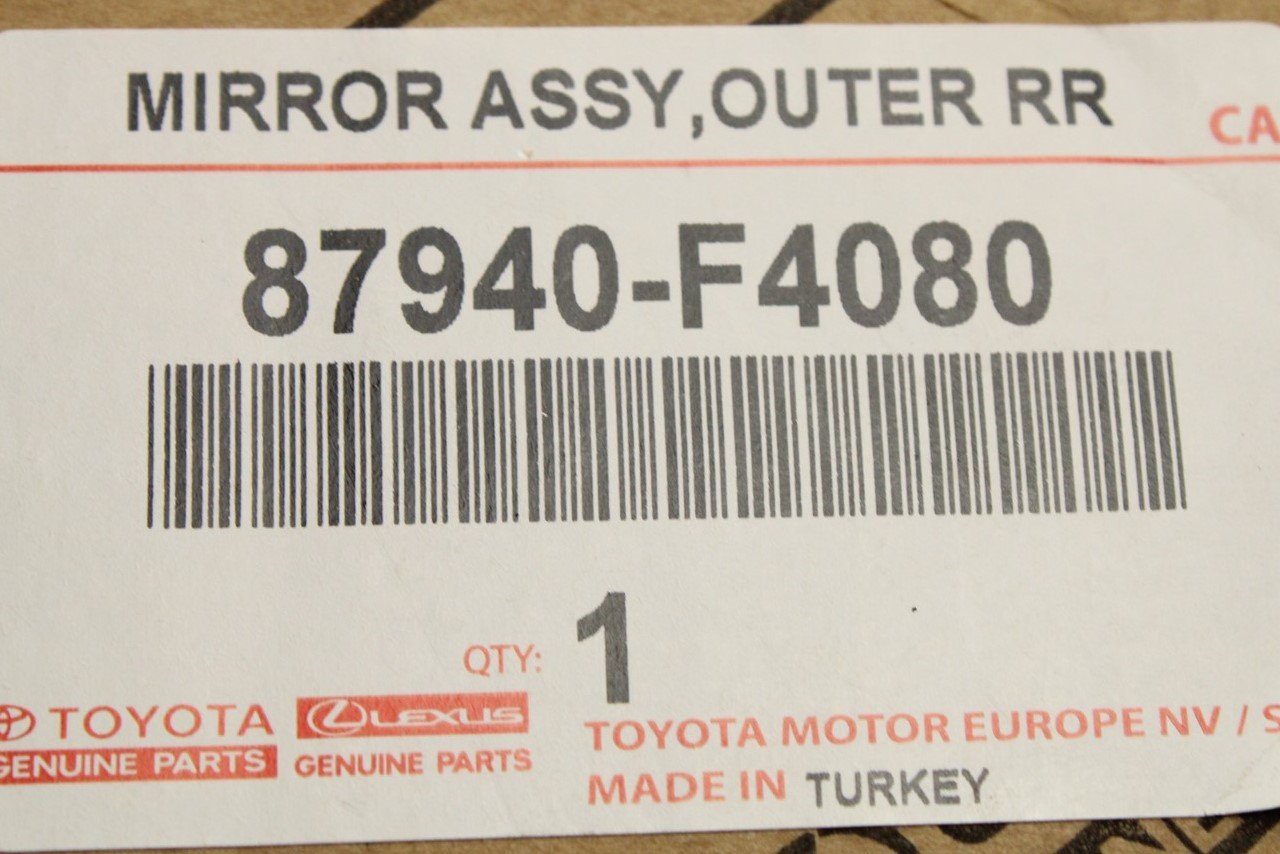 MIRROR ASSY,OUTER RR
CA
87940-F4080
QTY: 1
TOYOTA
GENUINE PARTS
LEXUS
GENUINE PARTS
TOYOTA MOTOR EUROPE NV / S
MADE IN TURKEY